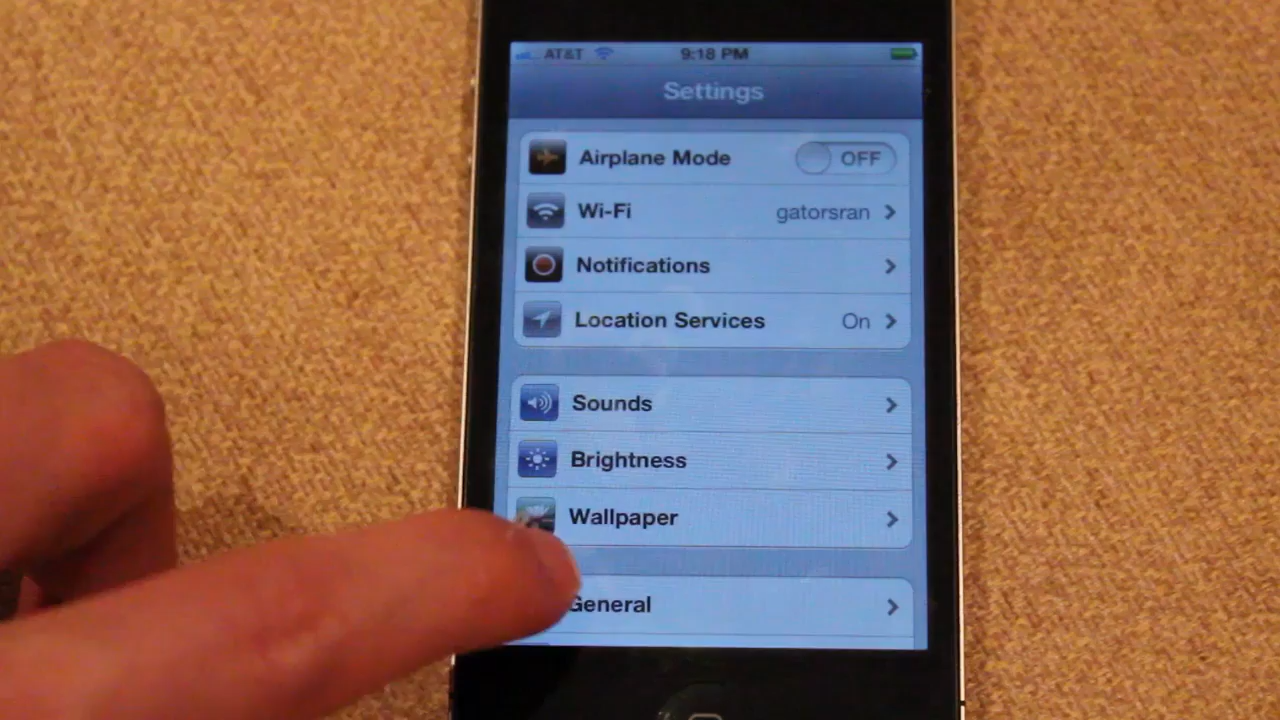 AT&T 9:18 PM
Settings
Airplane Mode OFF
Wi-Fi gatorsran
Notifications
Location Services On
Sounds
Brightness
Wallpaper
General